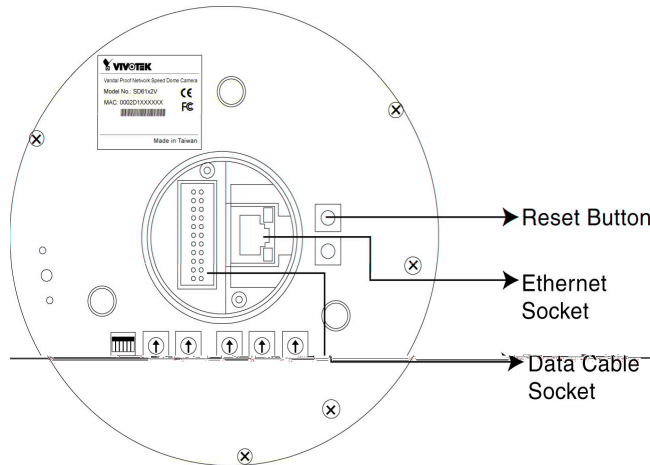 VIVOTEK
Vandal Proof Network Speed Dome Camera
Model No.: SD61x2V
CE
MAC: 0002D1XXXXXX
FC
Made in Taiwan
Reset Button
Ethernet
Socket
Data Cable
Socket